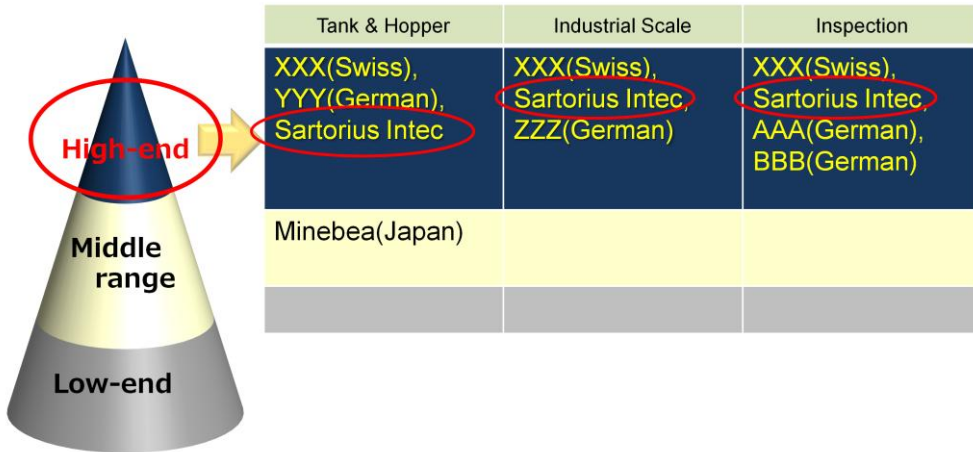 Tank & Hopper
Industrial Scale
Inspection
High-end
XXX(Swiss),
YYY(German),
Sartorius Intec
XXX(Swiss),
Sartorius Intec,
ZZZ(German)
XXX(Swiss),
Sartorius Intec,
AAA(German),
BBB(German)
Middle
range
Minebea(Japan)
Low-end